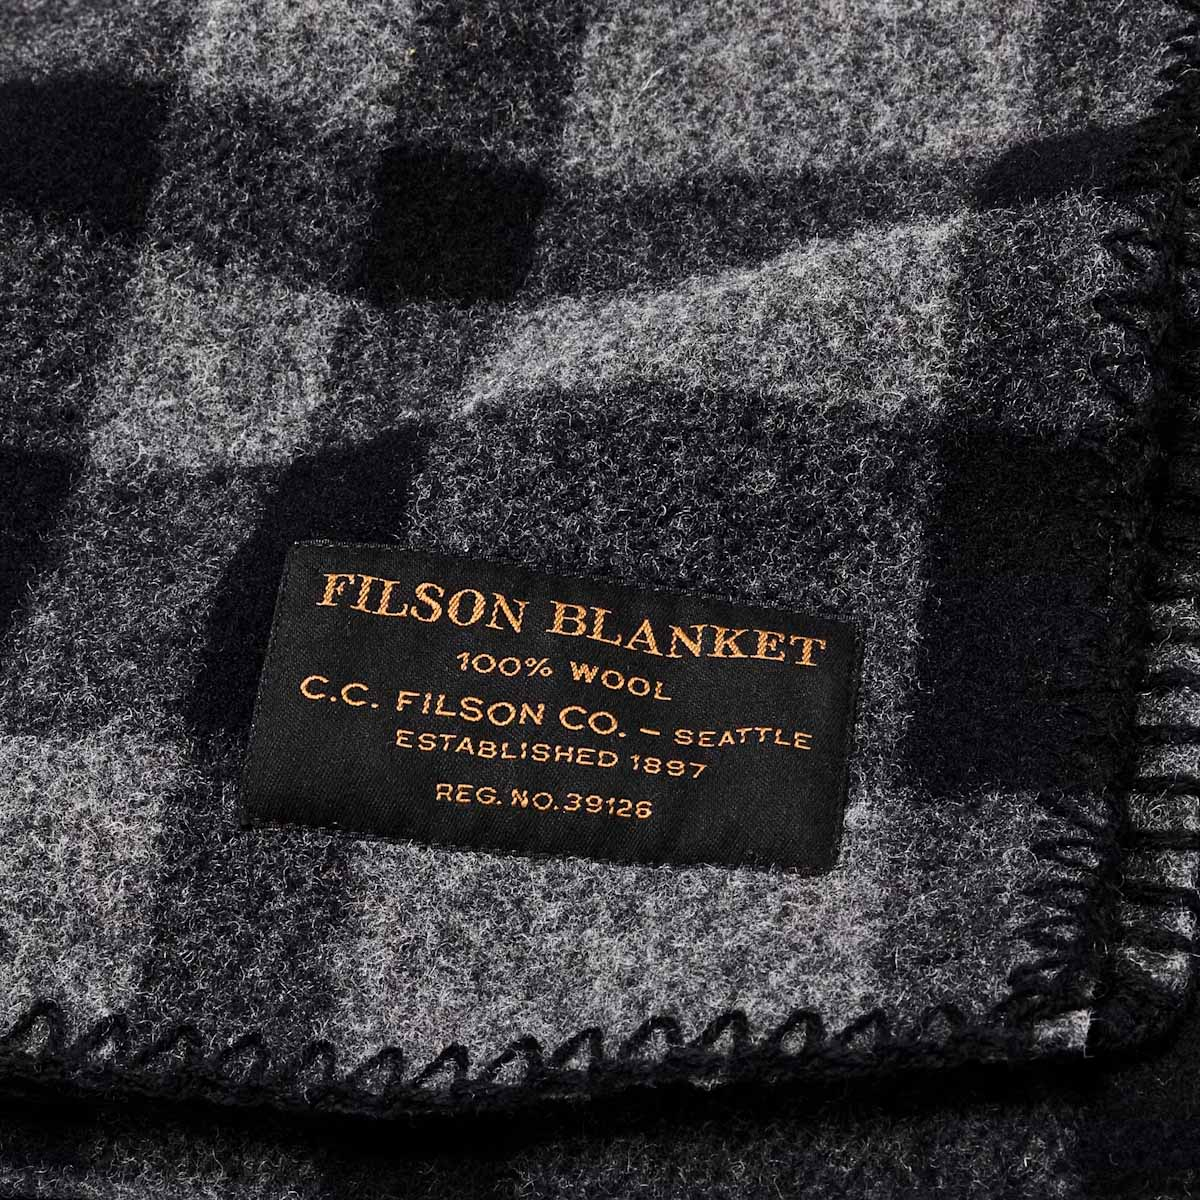 FILSON BLANKET
100% WOOL
C.C. FILSON CO. – SEATTLE
ESTABLISHED 1897
REG. NO. 39126